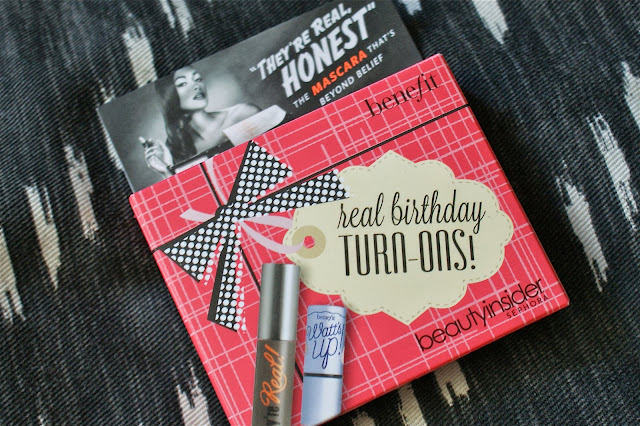 "THEY'RE REAL,
HONEST"
THE MASCARA THAT'S
BEYOND BELIEF
benefit
real birthday
TURN-ONS!
beautyinsider
SEPHORA
benefit
Watt's
up!
Real!